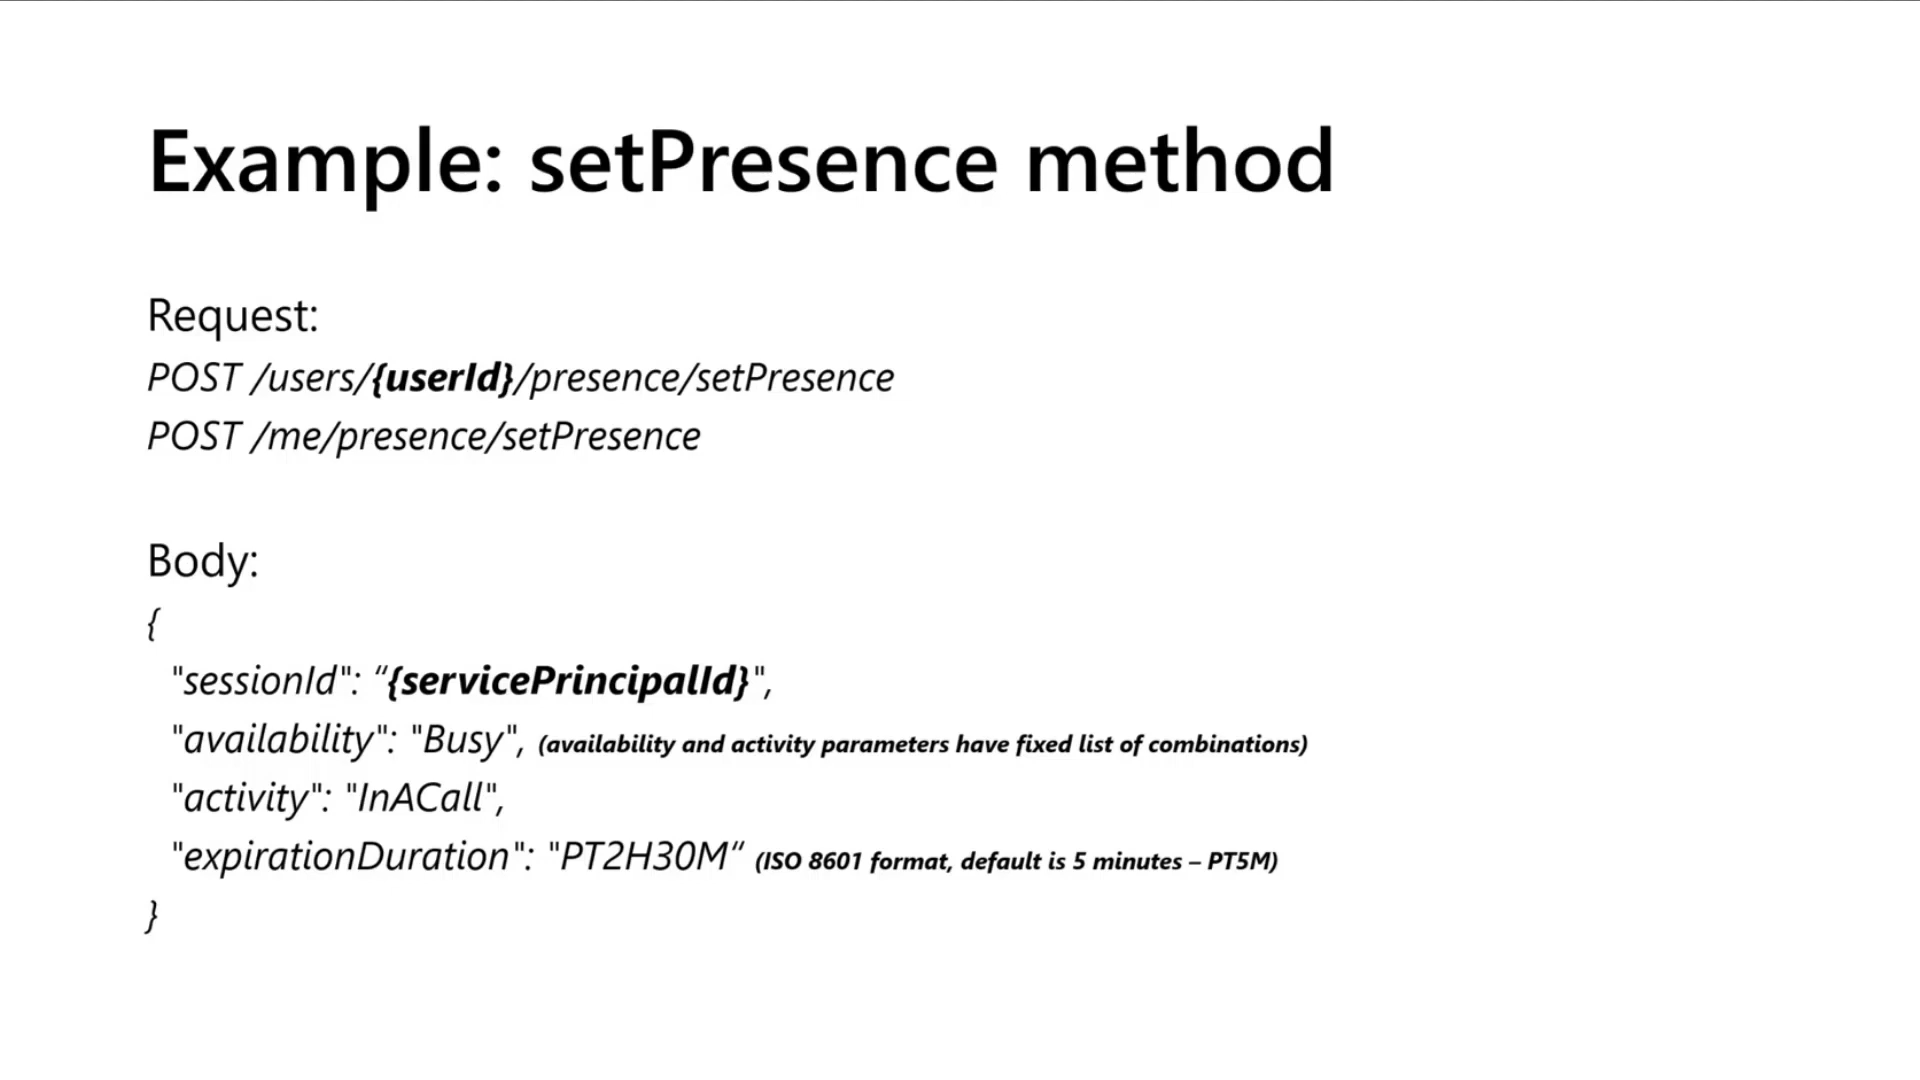 Example: setPresence method
Request:
POST /users/{userId}/presence/setPresence
POST /me/presence/setPresence
Body:
{
"sessionId": “{servicePrincipalId}",
"availability": "Busy", (availability and activity parameters have fixed list of combinations)
"activity": "InACall",
"expirationDuration": "PT2H30M“ (ISO 8601 format, default is 5 minutes – PT5M)
}